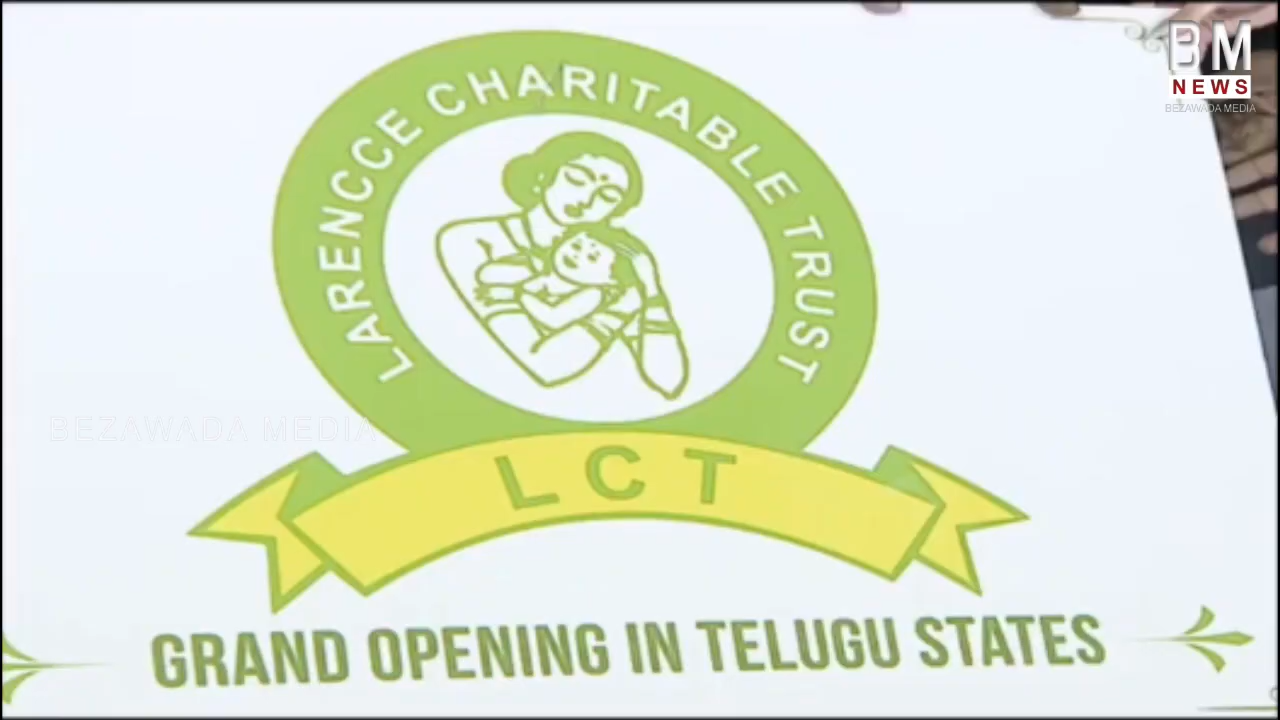 BM
NEWS
BEZAWADA MEDIA
LARENCCE CHARITABLE TRUST
BEZAWADA MEDIA
LCT
GRAND OPENING IN TELUGU STATES